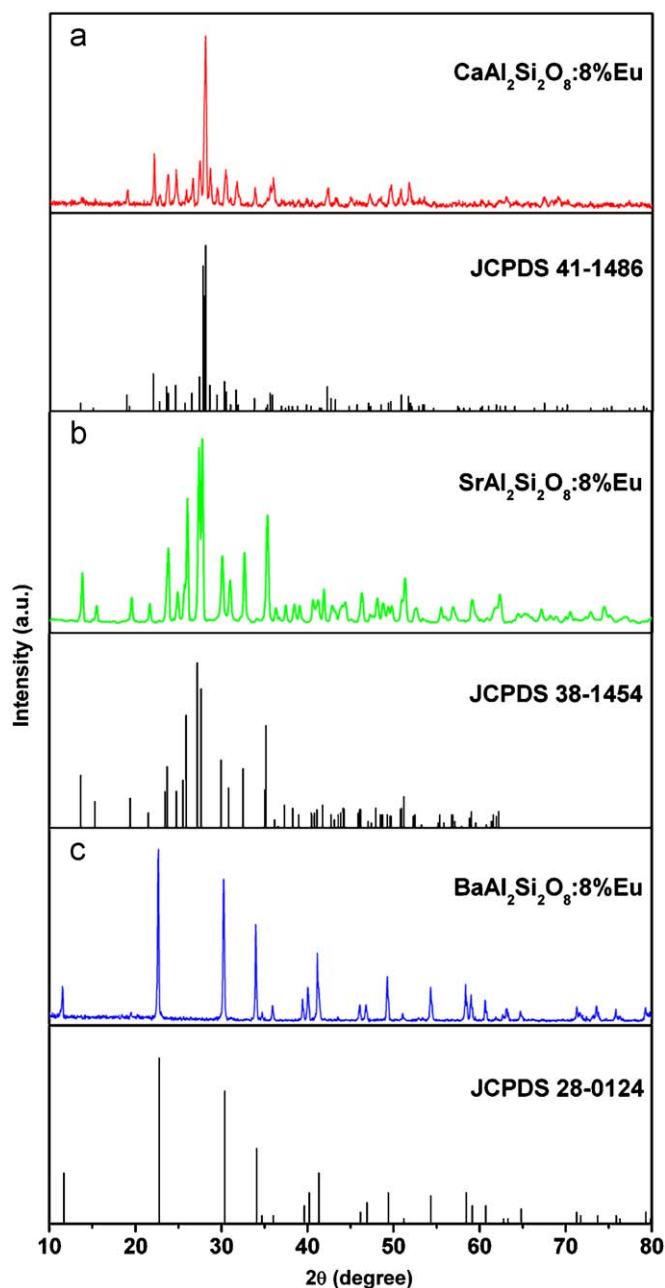 a
CaAl₂Si₂O₈:8%Eu
JCPDS 41-1486
b
SrAl₂Si₂O₈:8%Eu
JCPDS 38-1454
c
BaAl₂Si₂O₈:8%Eu
JCPDS 28-0124
Intensity (a.u.)
10 20 30 40 50 60 70 80
2θ (degree)